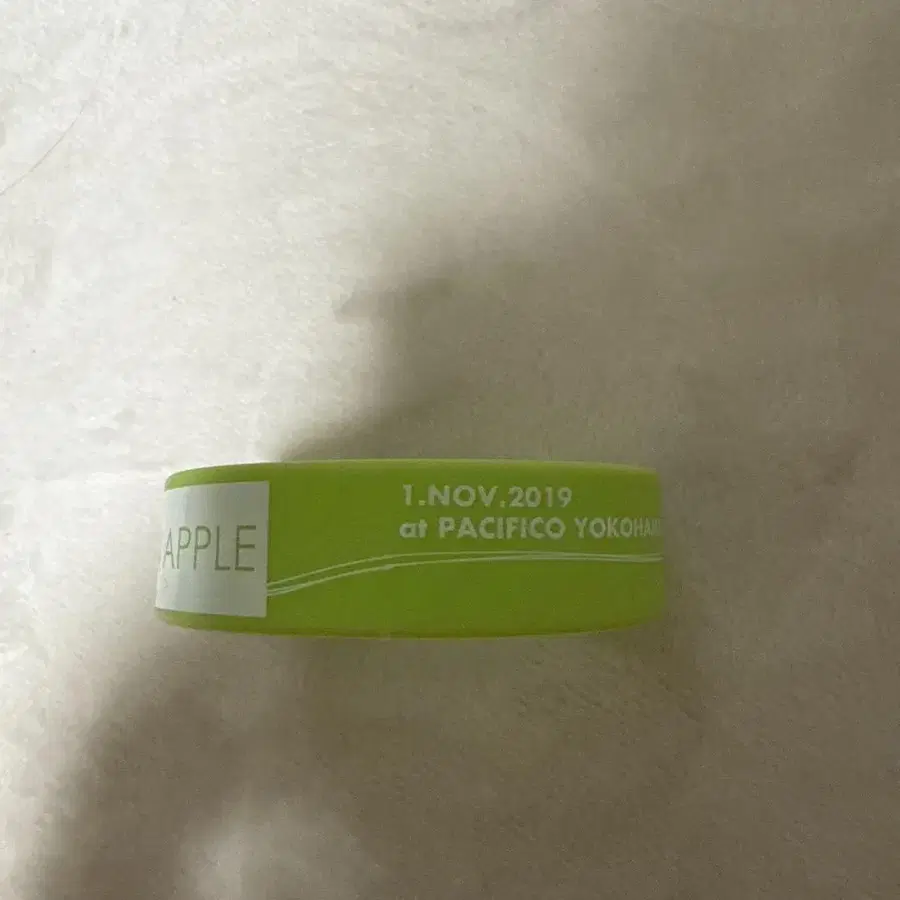 APPLE
1.NOV.2019
at PACIFICO